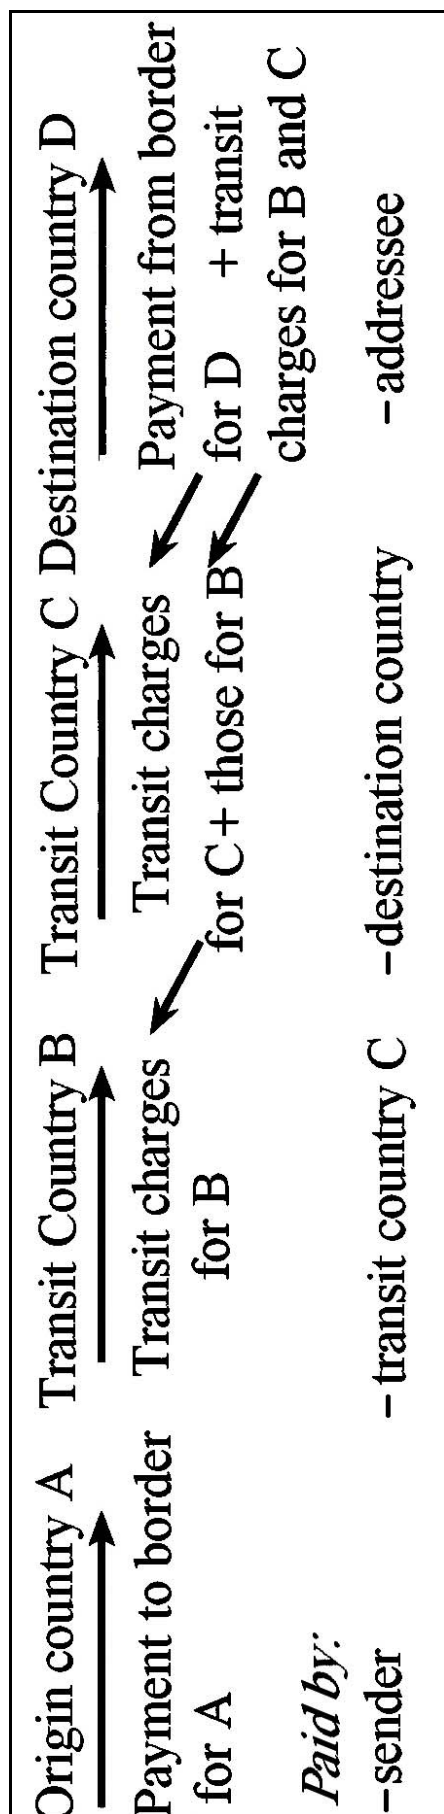 Origin country A
Payment to border
for A
Paid by:
–sender
Transit Country B
Transit charges
for B
–transit country C
Transit Country C
Transit charges
for C+ those for B
–destination country
Destination country D
Payment from border
for D + transit
charges for B and C
–addressee